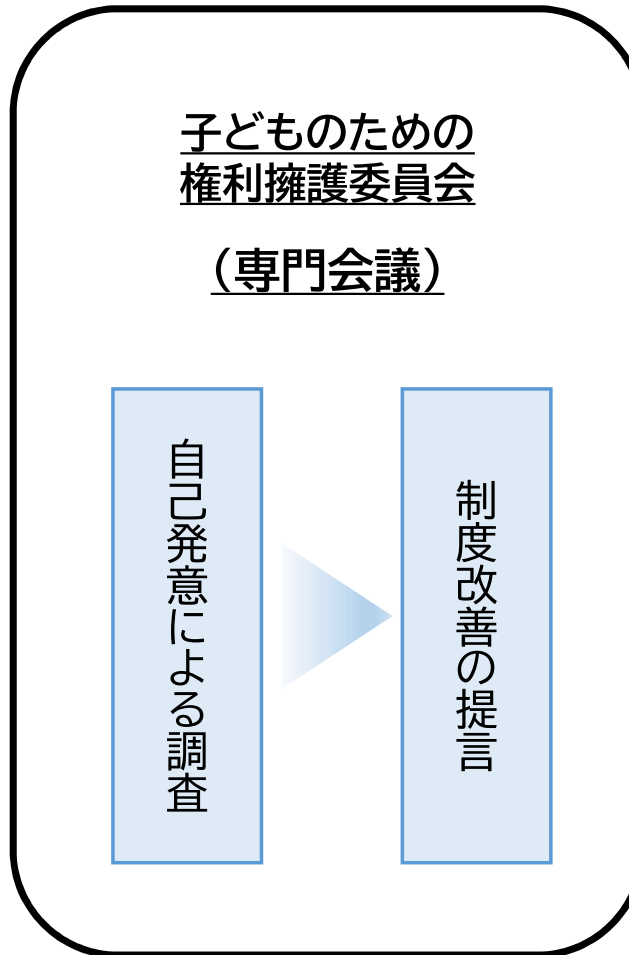 子どものための
権利擁護委員会
（専門会議）
自己発意による調査
制度改善の提言